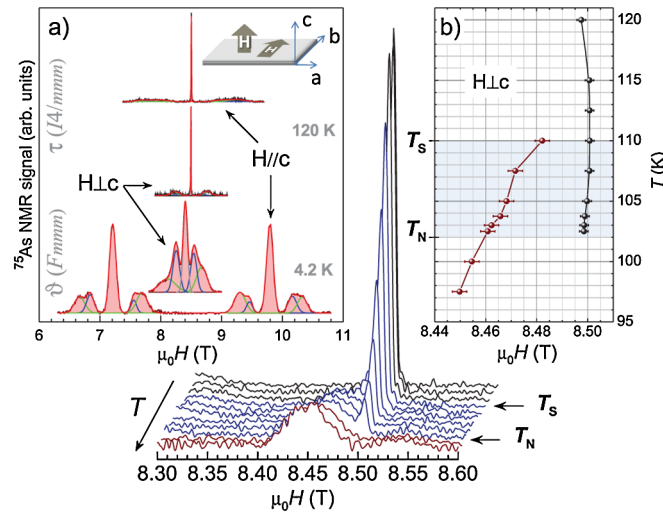 a)
c
b
a
H
H
⁷⁵As NMR signal (arb. units)
τ (I4/mmm)
ϑ (Fmmm)
120 K
H//c
H⊥c
4.2 K
6 7 8 9 10 11
μ₀H (T)
b)
H⊥c
T_S
T_N
120
115
110
105
100
95
T (K)
8.44 8.46 8.48 8.50
μ₀H (T)
T
T_S
T_N
8.30 8.35 8.40 8.45 8.50 8.55 8.60
μ₀H (T)